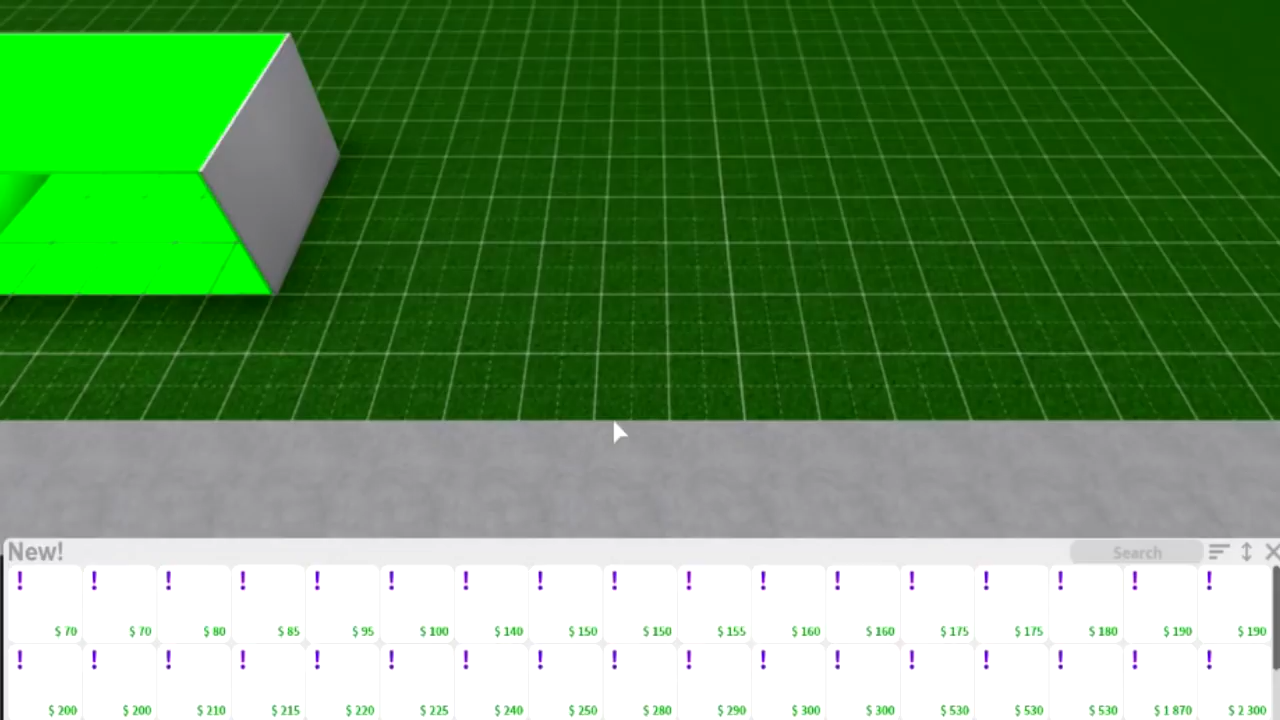 New! Search
! ! ! ! ! ! ! ! ! ! ! ! ! ! ! ! !
$ 70 $ 70 $ 80 $ 85 $ 95 $ 100 $ 140 $ 150 $ 150 $ 155 $ 160 $ 160 $ 175 $ 175 $ 180 $ 190 $ 190
! ! ! ! ! ! ! ! ! ! ! ! ! ! ! ! !
$ 200 $ 200 $ 210 $ 215 $ 220 $ 225 $ 240 $ 250 $ 280 $ 290 $ 300 $ 300 $ 530 $ 530 $ 530 $ 1 870 $ 2 300